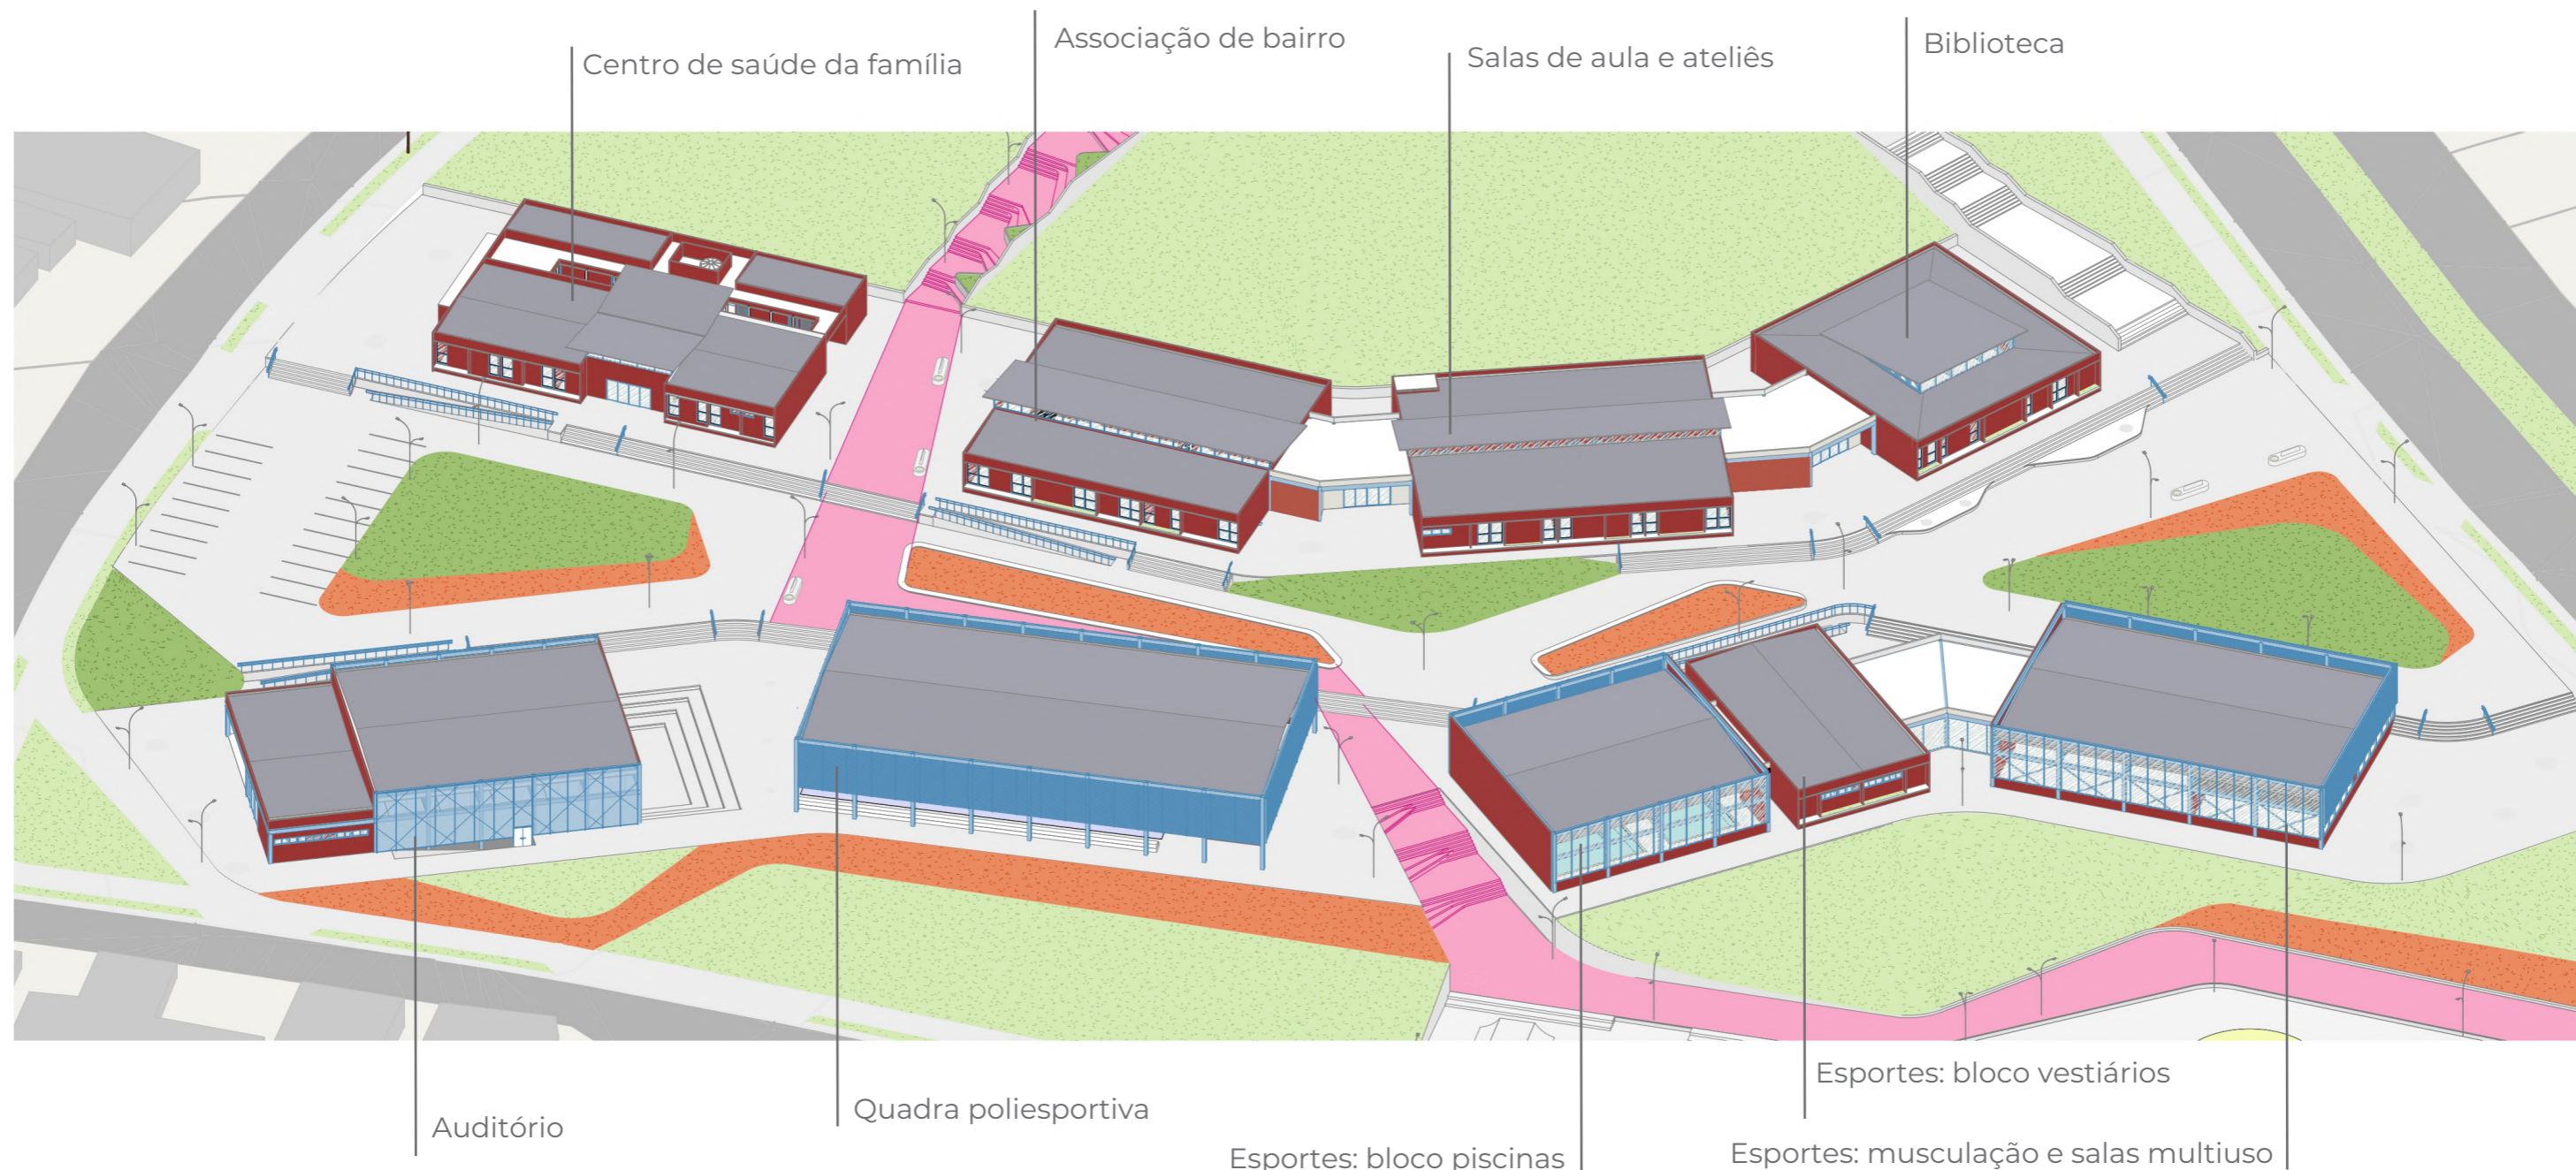 Centro de saúde da família
Associação de bairro
Salas de aula e ateliês
Biblioteca
Auditório
Quadra poliesportiva
Esportes: bloco piscinas
Esportes: bloco vestiários
Esportes: musculação e salas multiuso